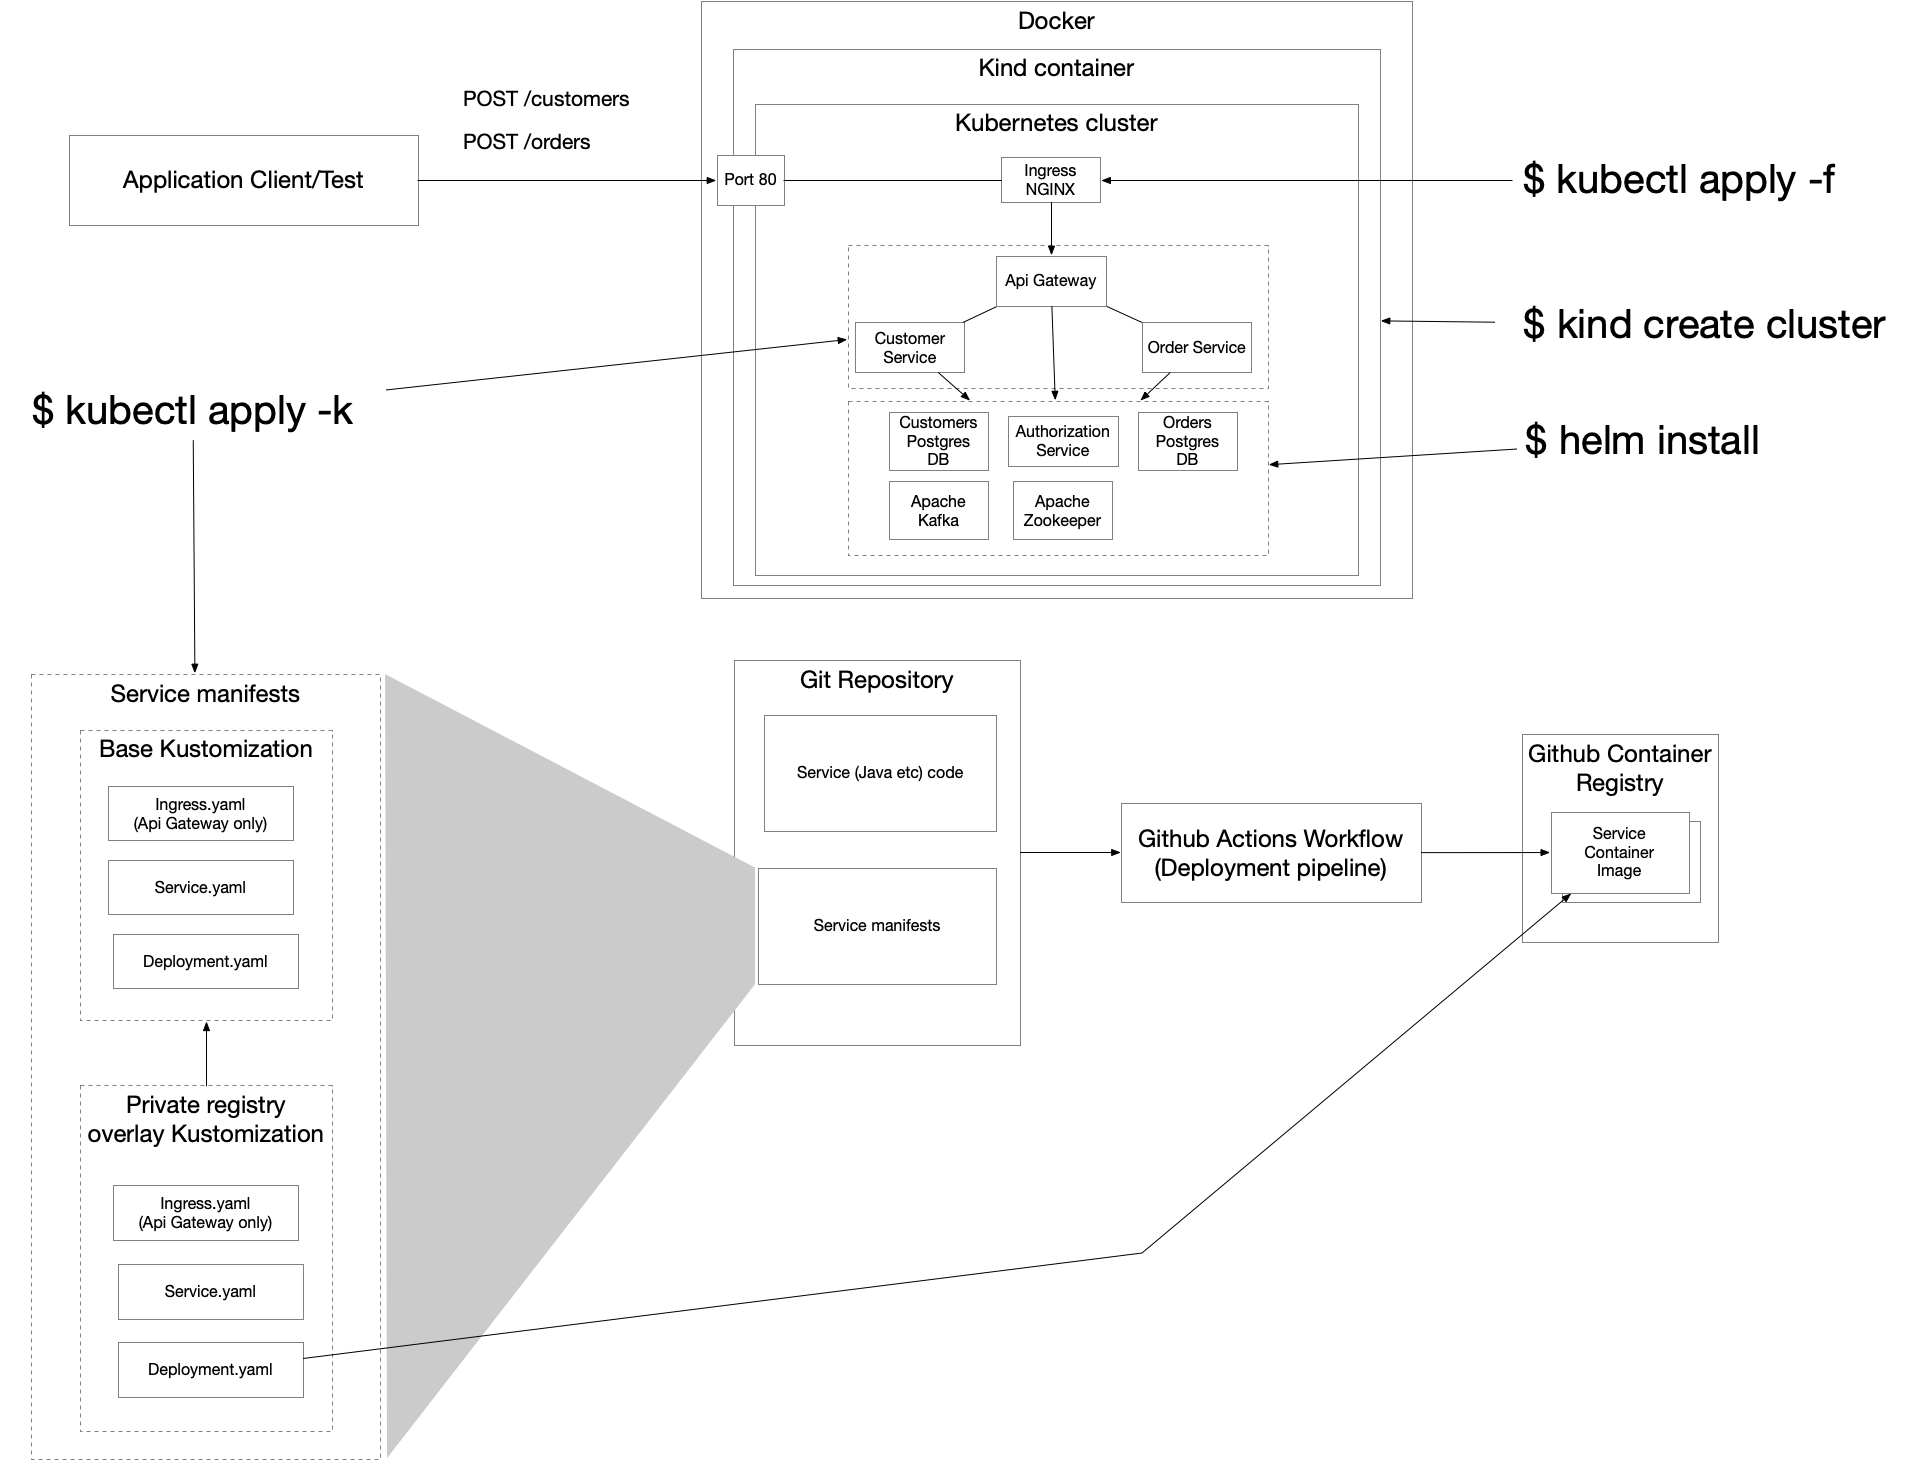 Docker
Kind container
Kubernetes cluster
POST /customers
POST /orders
Application Client/Test
Port 80
Ingress
NGINX
$ kubectl apply -f
Api Gateway
Customer
Service
Order Service
$ kind create cluster
$ kubectl apply -k
Customers
Postgres
DB
Authorization
Service
Orders
Postgres
DB
$ helm install
Apache
Kafka
Apache
Zookeeper
Service manifests
Base Kustomization
Ingress.yaml
(Api Gateway only)
Service.yaml
Deployment.yaml
Private registry
overlay Kustomization
Ingress.yaml
(Api Gateway only)
Service.yaml
Deployment.yaml
Git Repository
Service (Java etc) code
Service manifests
Github Actions Workflow
(Deployment pipeline)
Github Container
Registry
Service
Container
Image